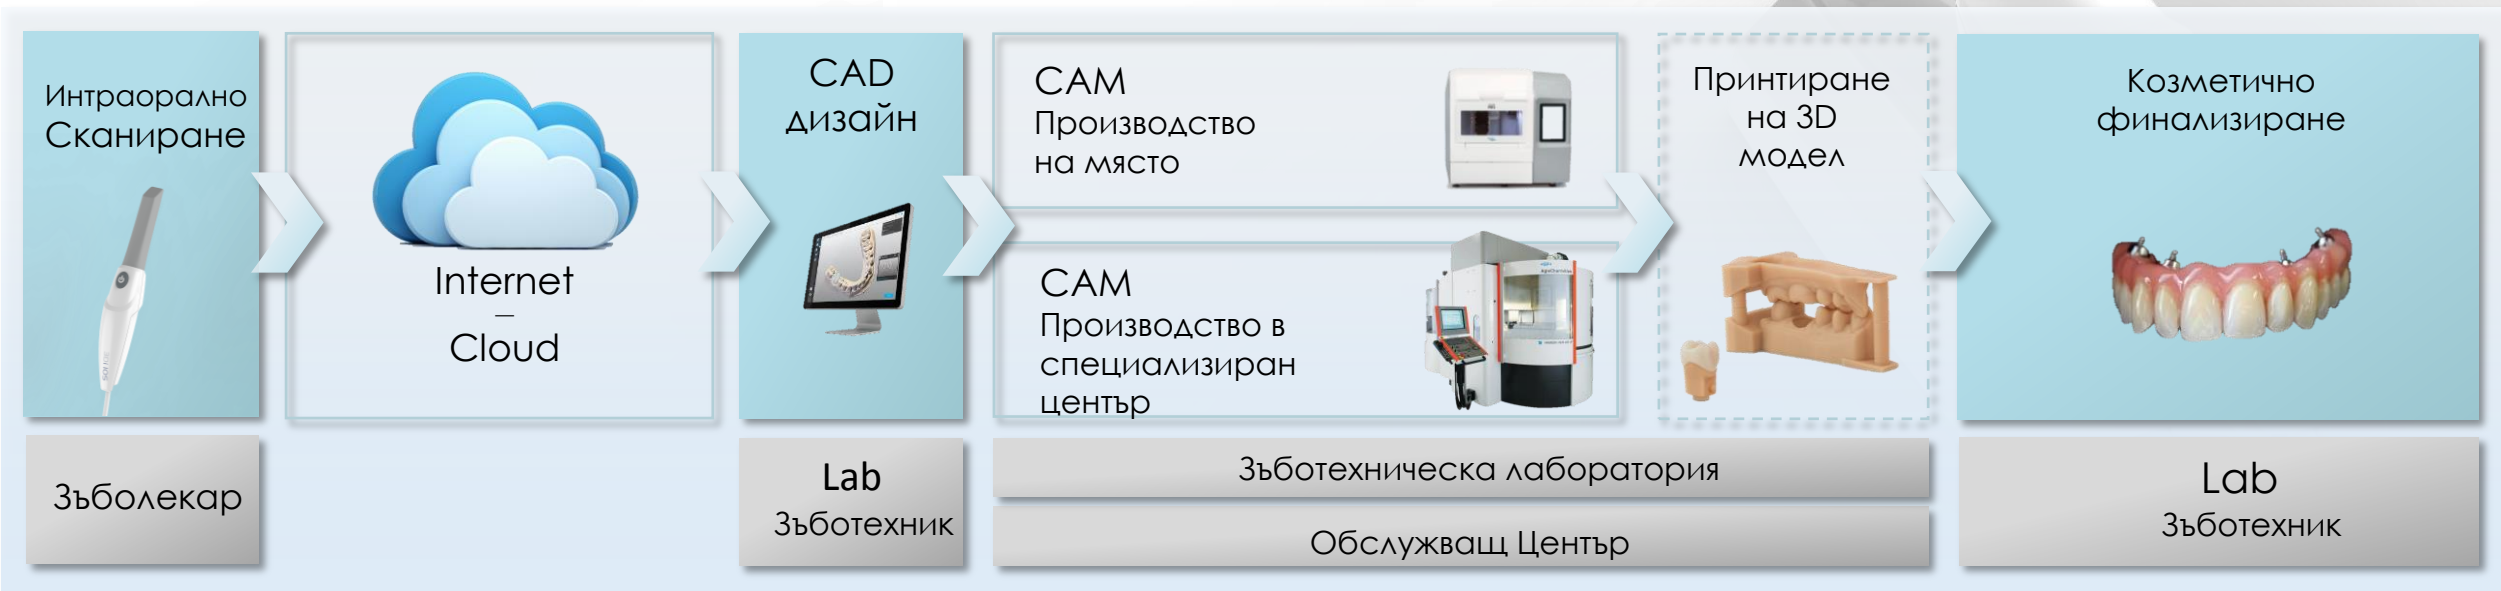 Интраорално
Сканиране
Internet
–
Cloud
CAD
дизайн
CAM
Производство
на място
CAM
Производство в
специализиран
център
Принтиране
на 3D
модел
Козметично
финализиране
Зъболекар
Lab
Зъботехник
Зъботехническа лаборатория
Обслужващ Център
Lab
Зъботехник